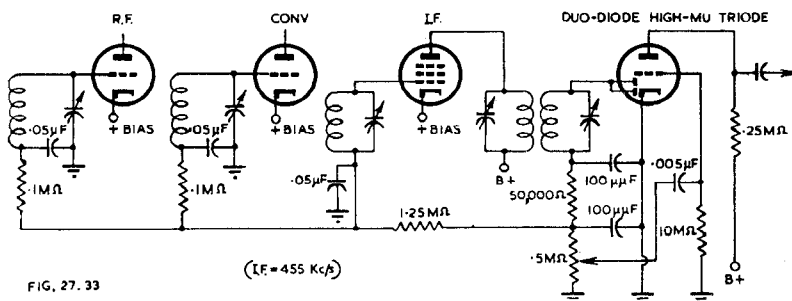 R.F.
CONV
I.F.
DUO-DIODE HIGH-MU TRIODE
.05µF
+ BIAS
.05µF
+BIAS
.05µF
+BIAS
B+
.1MΩ
.1MΩ
1.25MΩ
100µµF
50,000Ω
100µµF
.5MΩ
.005µF
10MΩ
.25MΩ
B+
(I.F. = 455 Kc/s)
FIG. 27.33